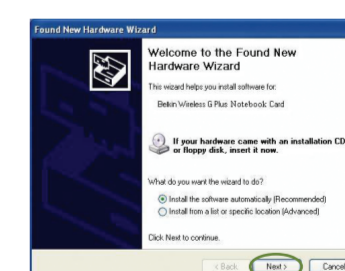 Found New Hardware Wizard
Welcome to the Found New
Hardware Wizard
This wizard helps you install software for:
Belkin Wireless G Plus Notebook Card
If your hardware came with an installation CD
or floppy disk, insert it now.
What do you want the wizard to do?
Install the software automatically (Recommended)
Install from a list or specific location (Advanced)
Click Next to continue.
< Back
Next >
Cancel